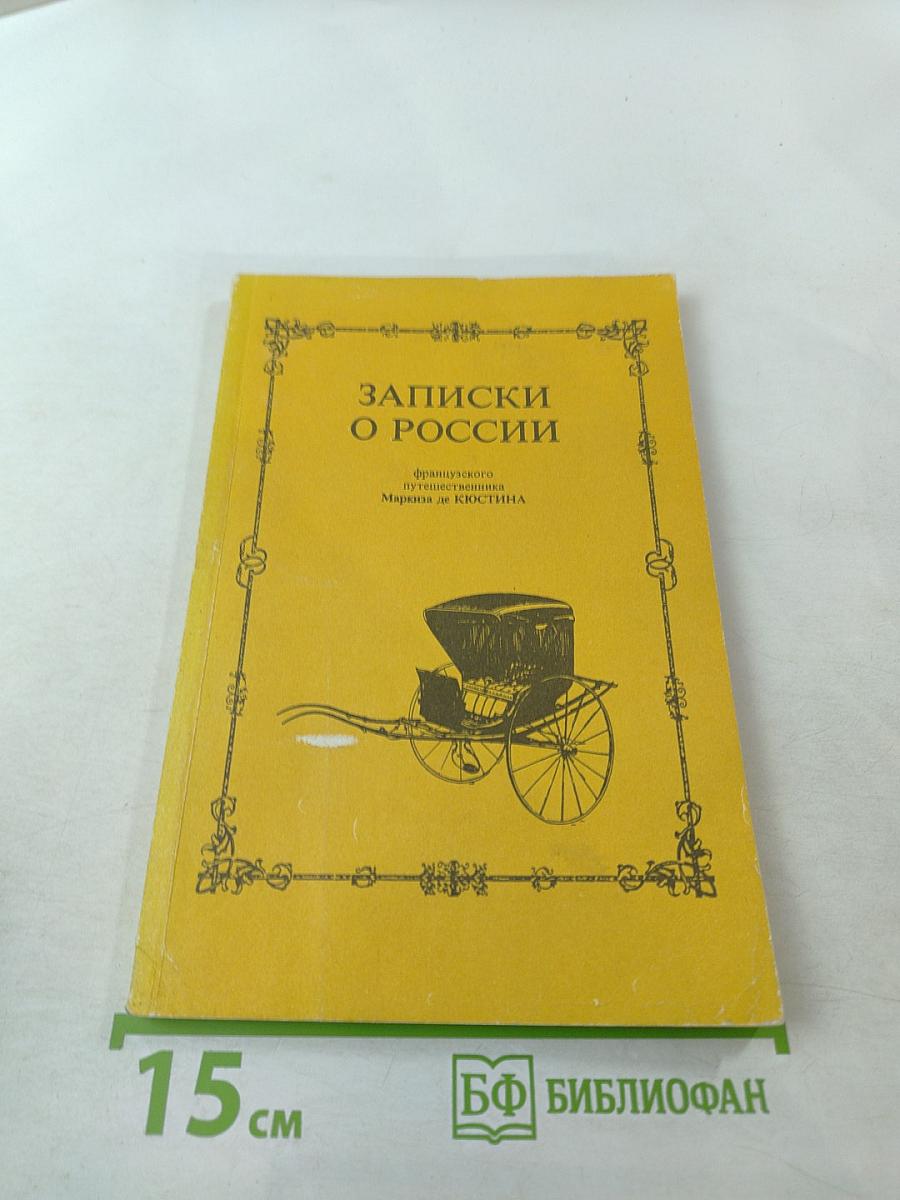 ЗАПИСКИ
О РОССИИ
французского
путешественника
Маркиза де КЮСТИНА
15 см
БФ БИБЛИОФАН